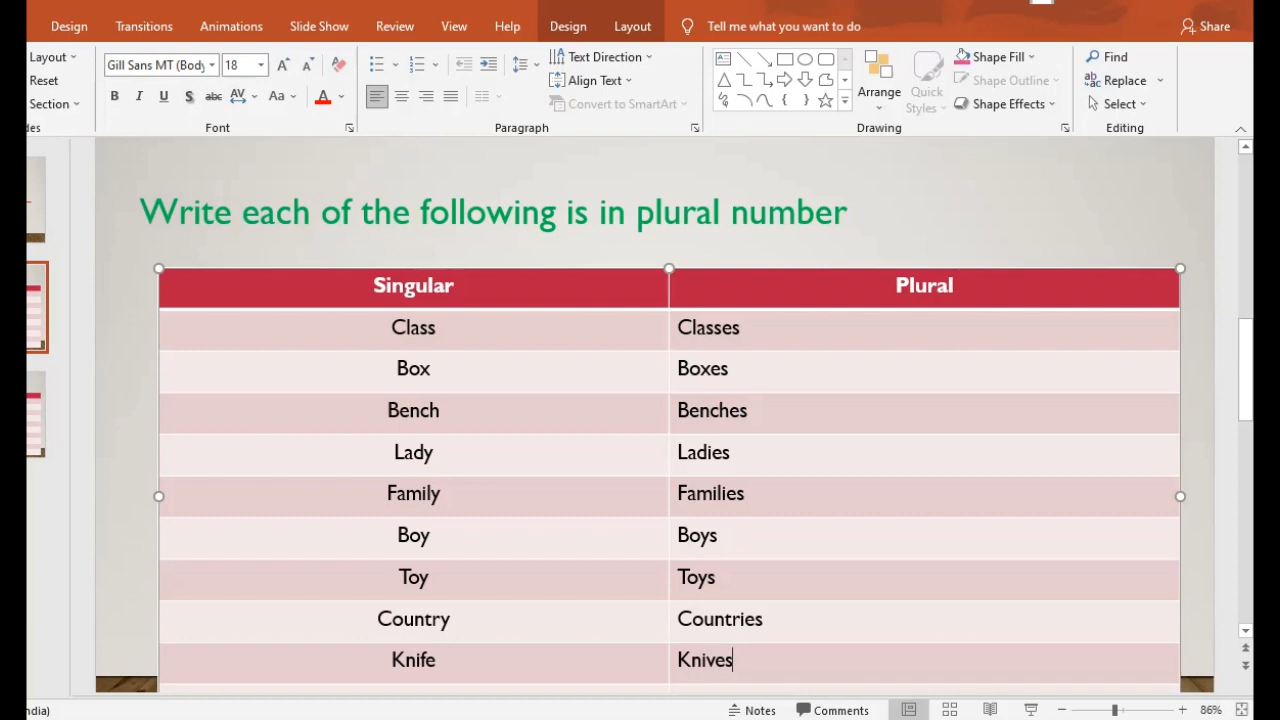 Design Transitions Animations Slide Show Review View Help Design Layout Tell me what you want to do Share
Layout Gill Sans MT (Body 18 A A Text Direction Shape Fill Find
Reset Align Text Shape Outline Replace
Section B I U S abc AV Aa A Convert to SmartArt Arrange Quick Styles Shape Effects Select
des Font Paragraph Drawing Editing
Write each of the following is in plural number
Singular Plural
Class Classes
Box Boxes
Bench Benches
Lady Ladies
Family Families
Boy Boys
Toy Toys
Country Countries
Knife Knives
dia) Notes Comments 86%